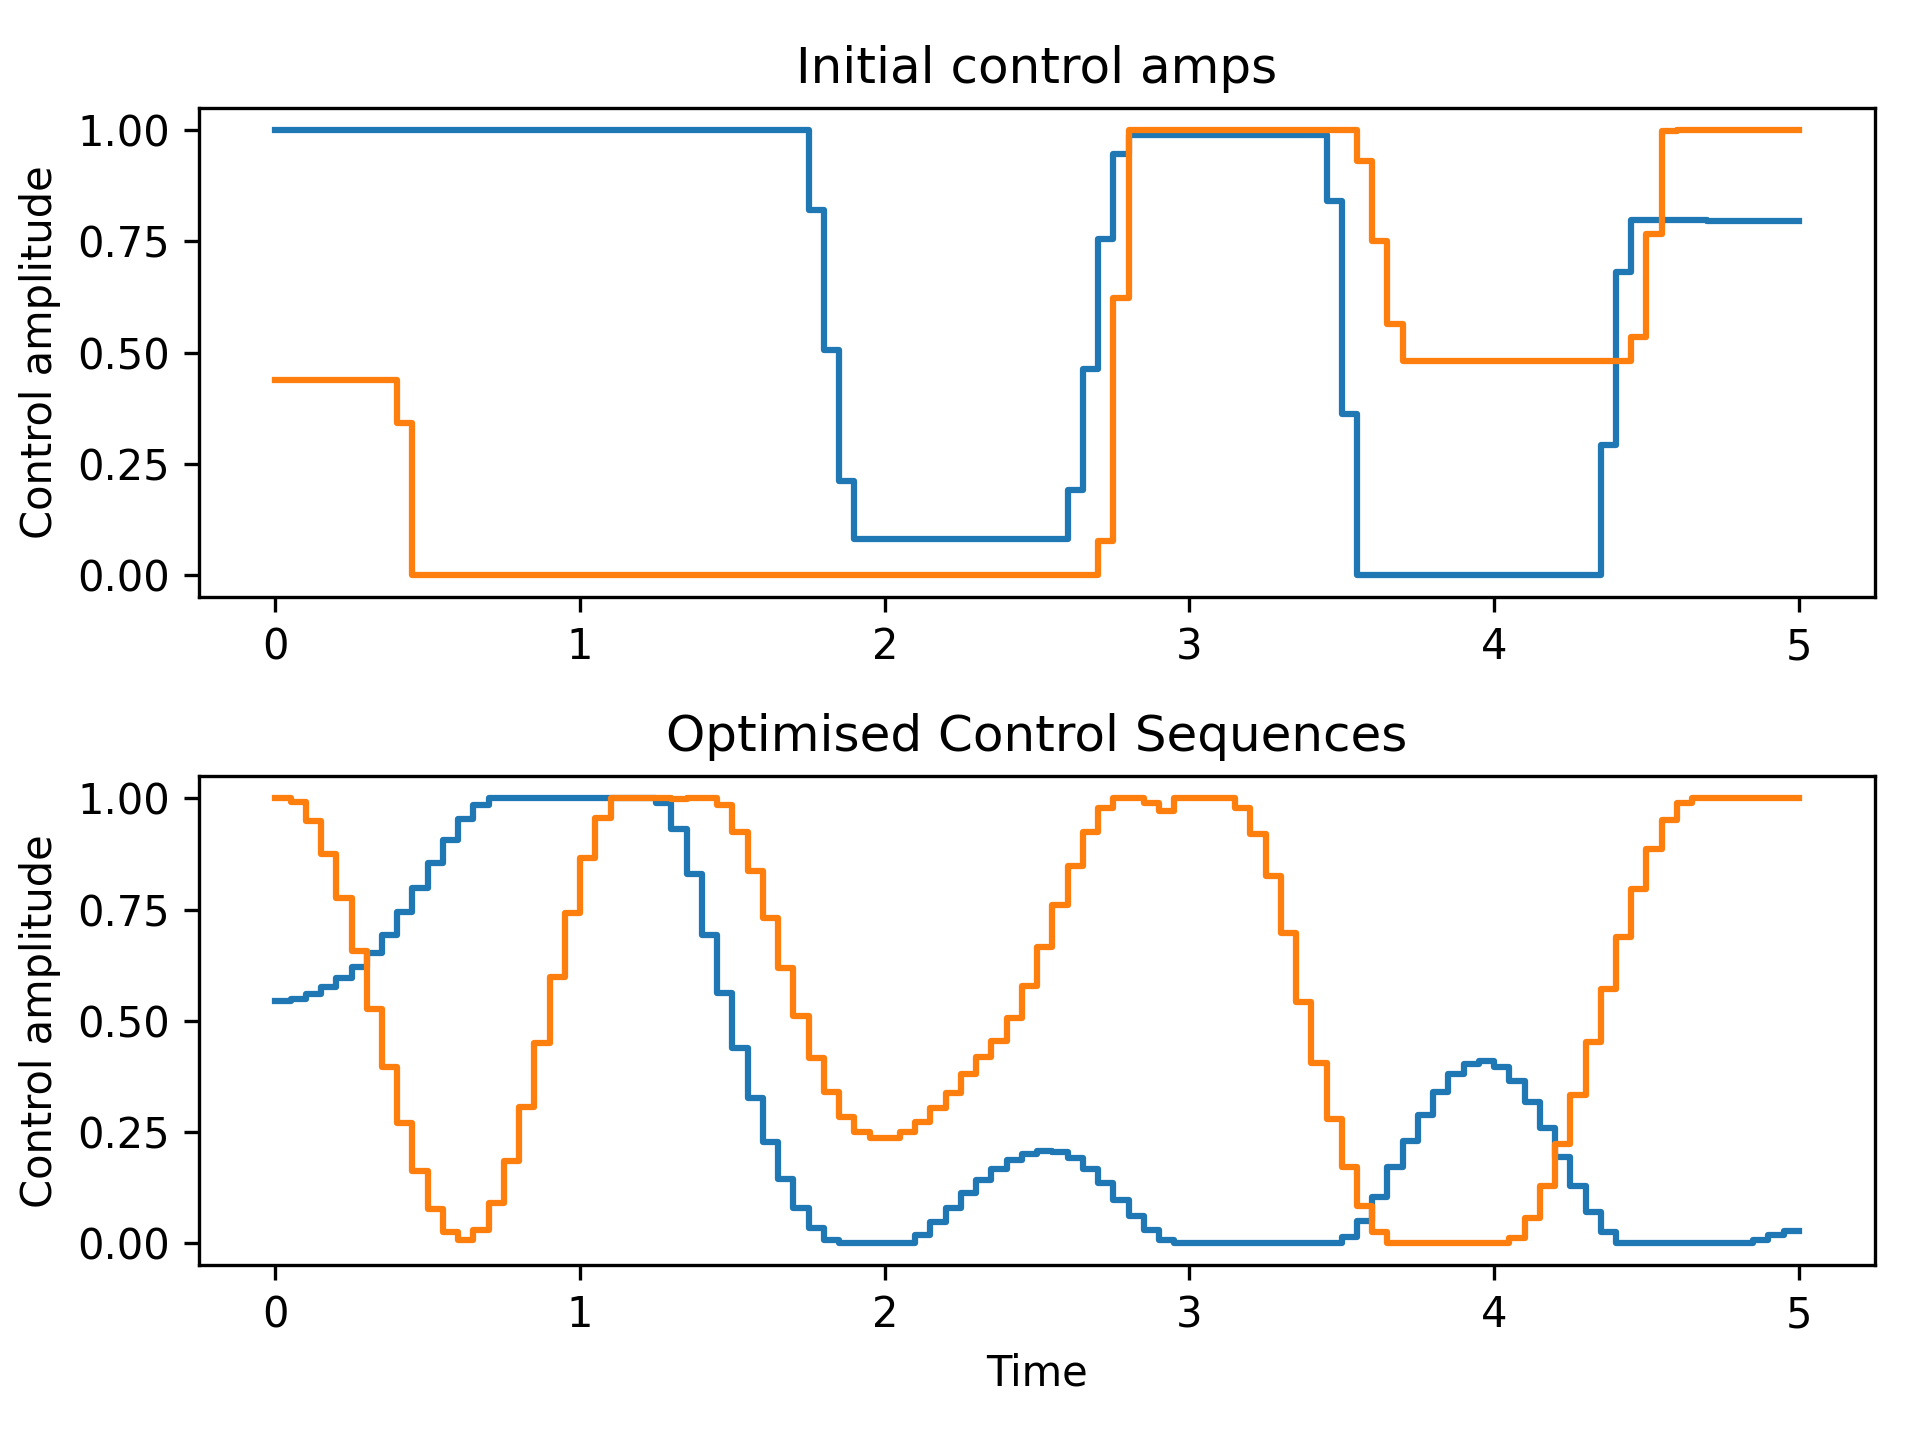 Initial control amps
Control amplitude
1.00
0.75
0.50
0.25
0.00
0 1 2 3 4 5
Optimised Control Sequences
Control amplitude
1.00
0.75
0.50
0.25
0.00
0 1 2 3 4 5
Time